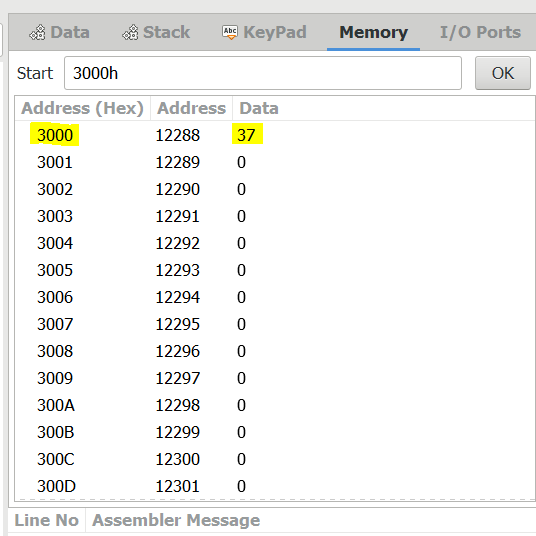 Data Stack Abc KeyPad Memory I/O Ports
Start 3000h OK
Address (Hex) Address Data
3000 12288 37
3001 12289 0
3002 12290 0
3003 12291 0
3004 12292 0
3005 12293 0
3006 12294 0
3007 12295 0
3008 12296 0
3009 12297 0
300A 12298 0
300B 12299 0
300C 12300 0
300D 12301 0
Line No Assembler Message